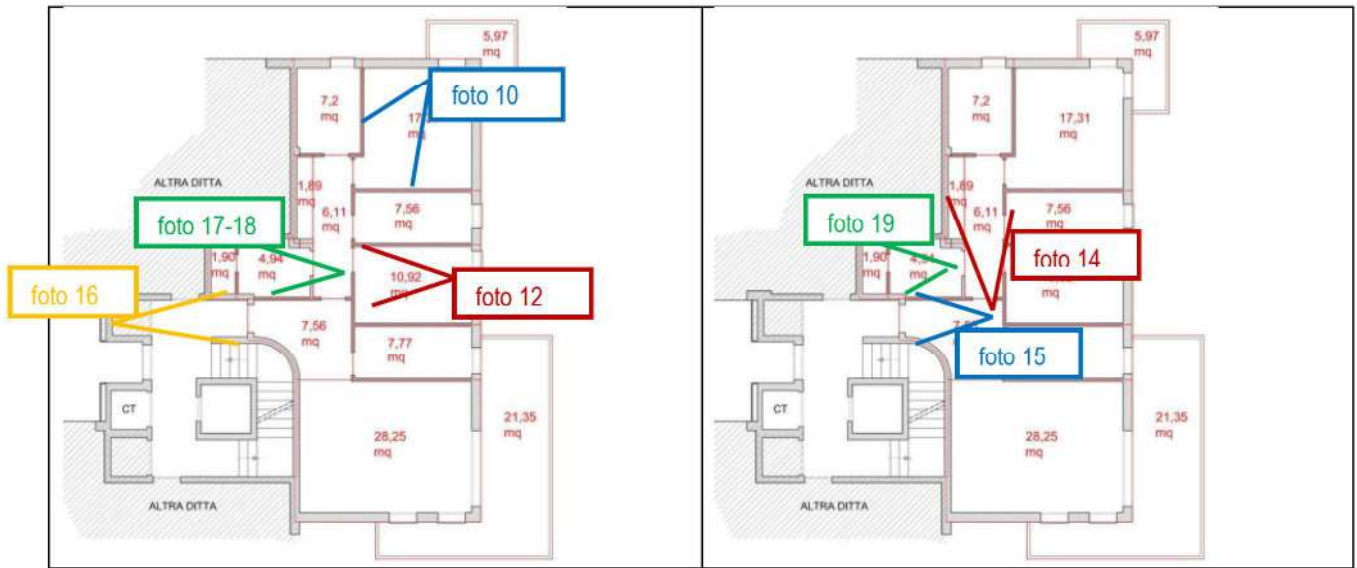 5,97
mq
7,2
mq
foto 10
17,
mq
ALTRA DITTA
1,89
mq
6,11
mq
7,56
mq
foto 17-18
1,90
mq
4,94
mq
10,92
foto 12
foto 16
7,56
mq
7,77
mq
CT
28,25
mq
21,35
mq
ALTRA DITTA
5,97
mq
7,2
mq
17,31
mq
ALTRA DITTA
1,89
mq
6,11
mq
7,56
mq
foto 19
foto 14
1,90
mq
mq
foto 15
CT
28,25
mq
21,35
mq
ALTRA DITTA